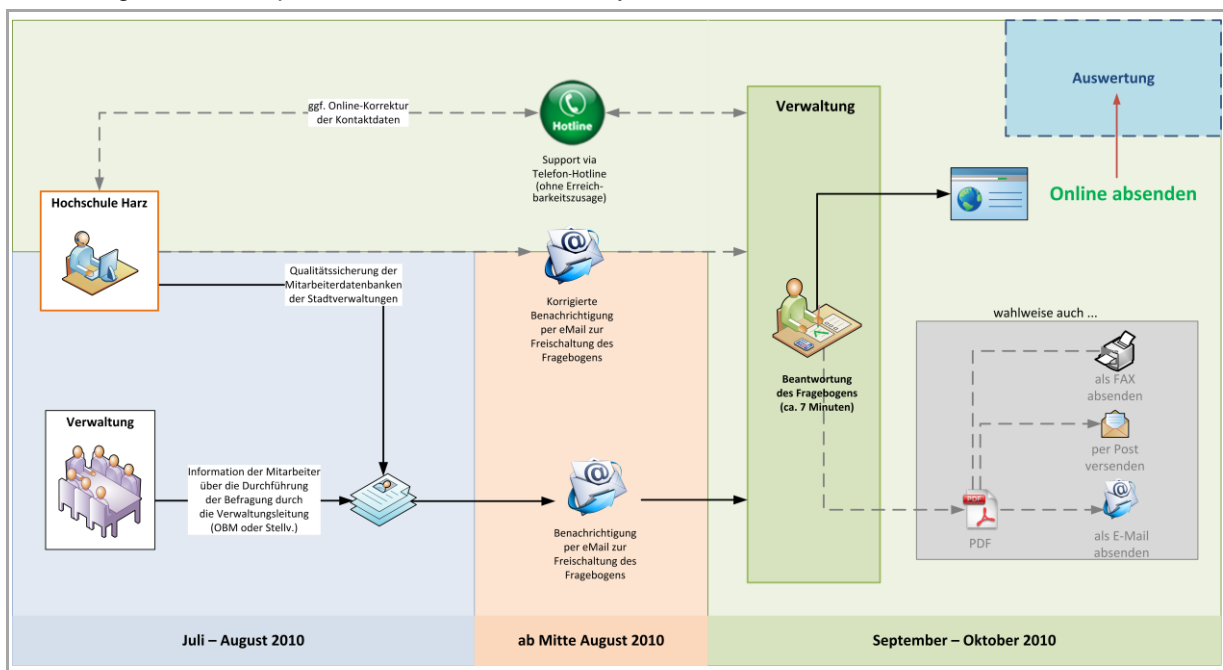 Auswertung
Verwaltung
ggf. Online-Korrektur
der Kontaktdaten
Hotline
Support via
Telefon-Hotline
(ohne Erreich-
barkeitszusage)
Online absenden
Hochschule Harz
Qualitätssicherung der
Mitarbeiterdatenbanken
der Stadtverwaltungen
Korrigierte
Benachrichtigung
per eMail zur
Freischaltung des
Fragebogens
Beantwortung
des Fragebogens
(ca. 7 Minuten)
wahlweise auch ...
als FAX
absenden
per Post
versenden
PDF
PDF
als E-Mail
absenden
Verwaltung
Information der Mitarbeiter
über die Durchführung
der Befragung durch
die Verwaltungsleitung
(OBM oder Stellv.)
Benachrichtigung
per eMail zur
Freischaltung des
Fragebogens
Juli – August 2010
ab Mitte August 2010
September – Oktober 2010